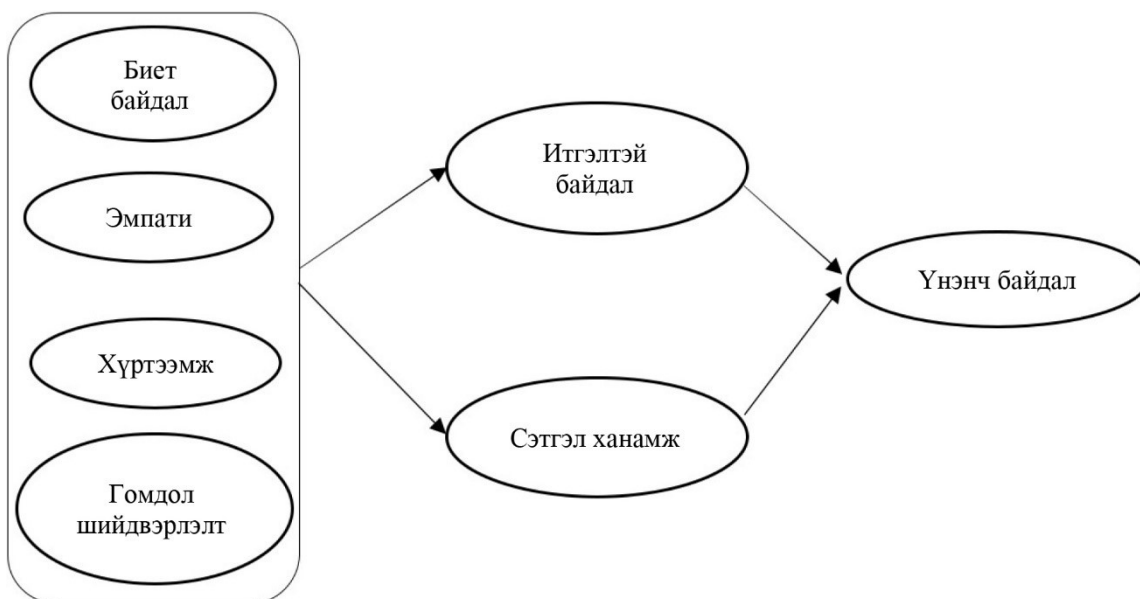 Биет
байдал
Эмпати
Хүртээмж
Гомдол
шийдвэрлэлт
Итгэлтэй
байдал
Сэтгэл ханамж
Үнэнч байдал